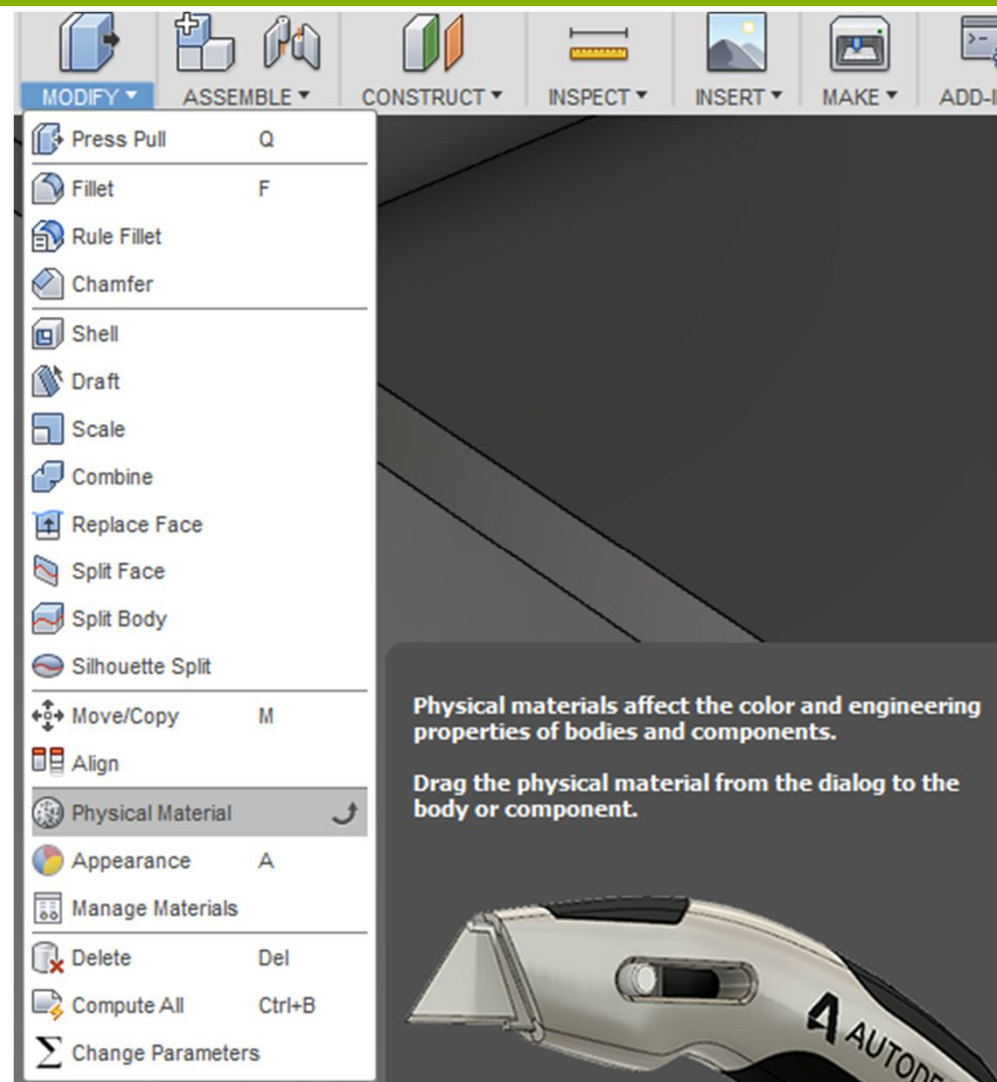 MODIFY ASSEMBLE CONSTRUCT INSPECT INSERT MAKE
Press Pull Q
Fillet F
Rule Fillet
Chamfer
Shell
Draft
Scale
Combine
Replace Face
Split Face
Split Body
Silhouette Split
Move/Copy M
Align
Physical Material
Appearance A
Manage Materials
Delete Del
Compute All Ctrl+B
Change Parameters
Physical materials affect the color and engineering
properties of bodies and components.
Drag the physical material from the dialog to the
body or component.